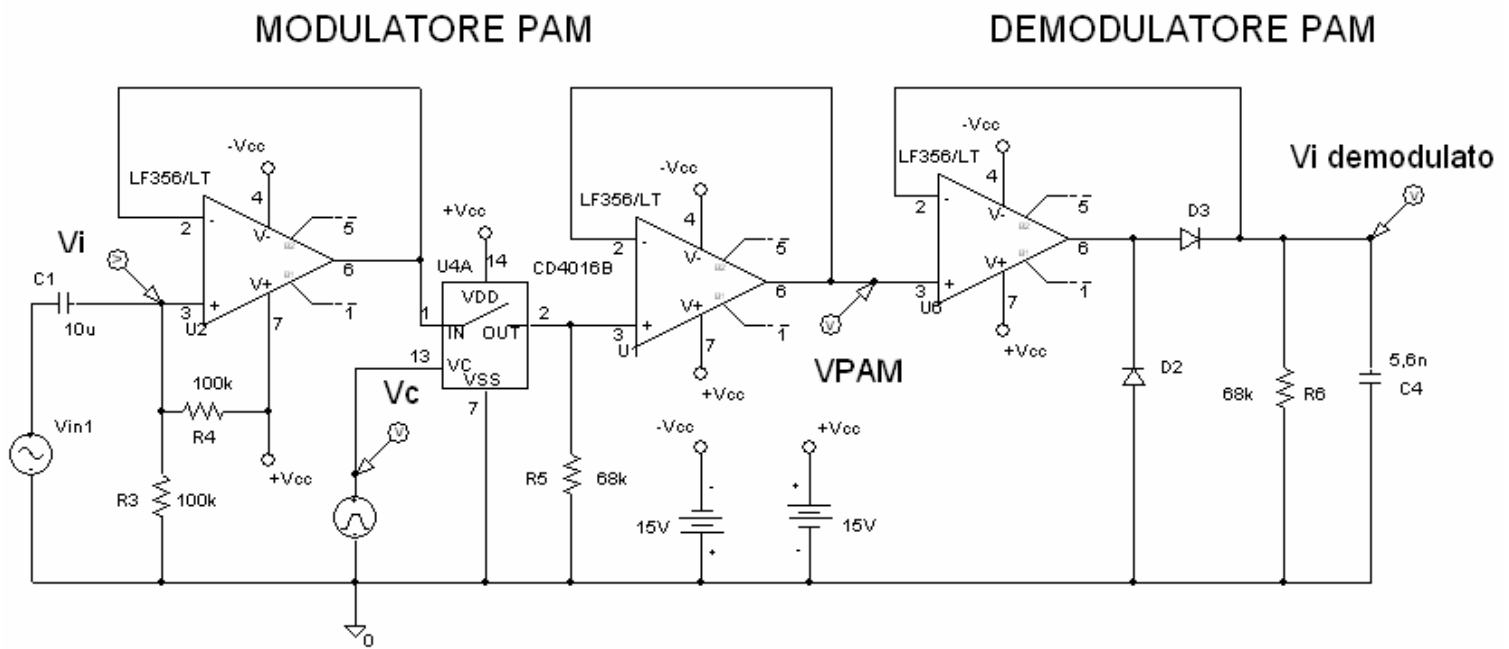 MODULATORE PAM
DEMODULATORE PAM
LF356/LT
-Vcc
4
2
-
V-
5
6
V+
1
+
3
U2
7
Vi
C1
10u
100k
R4
+Vcc
R3
100k
Vin1
+Vcc
U4A
14
CD4016B
VDD
1
2
IN
OUT
13
VC
VSS
7
Vc
LF356/LT
-Vcc
4
2
-
V-
5
6
V+
1
+
3
7
+Vcc
VPAM
R5
68k
-Vcc
-
15V
+
+Vcc
+
15V
-
LF356/LT
-Vcc
4
2
-
V-
5
6
V+
1
+
3
7
+Vcc
D3
D2
Vi demodulato
68k
R6
5,6n
C4
0